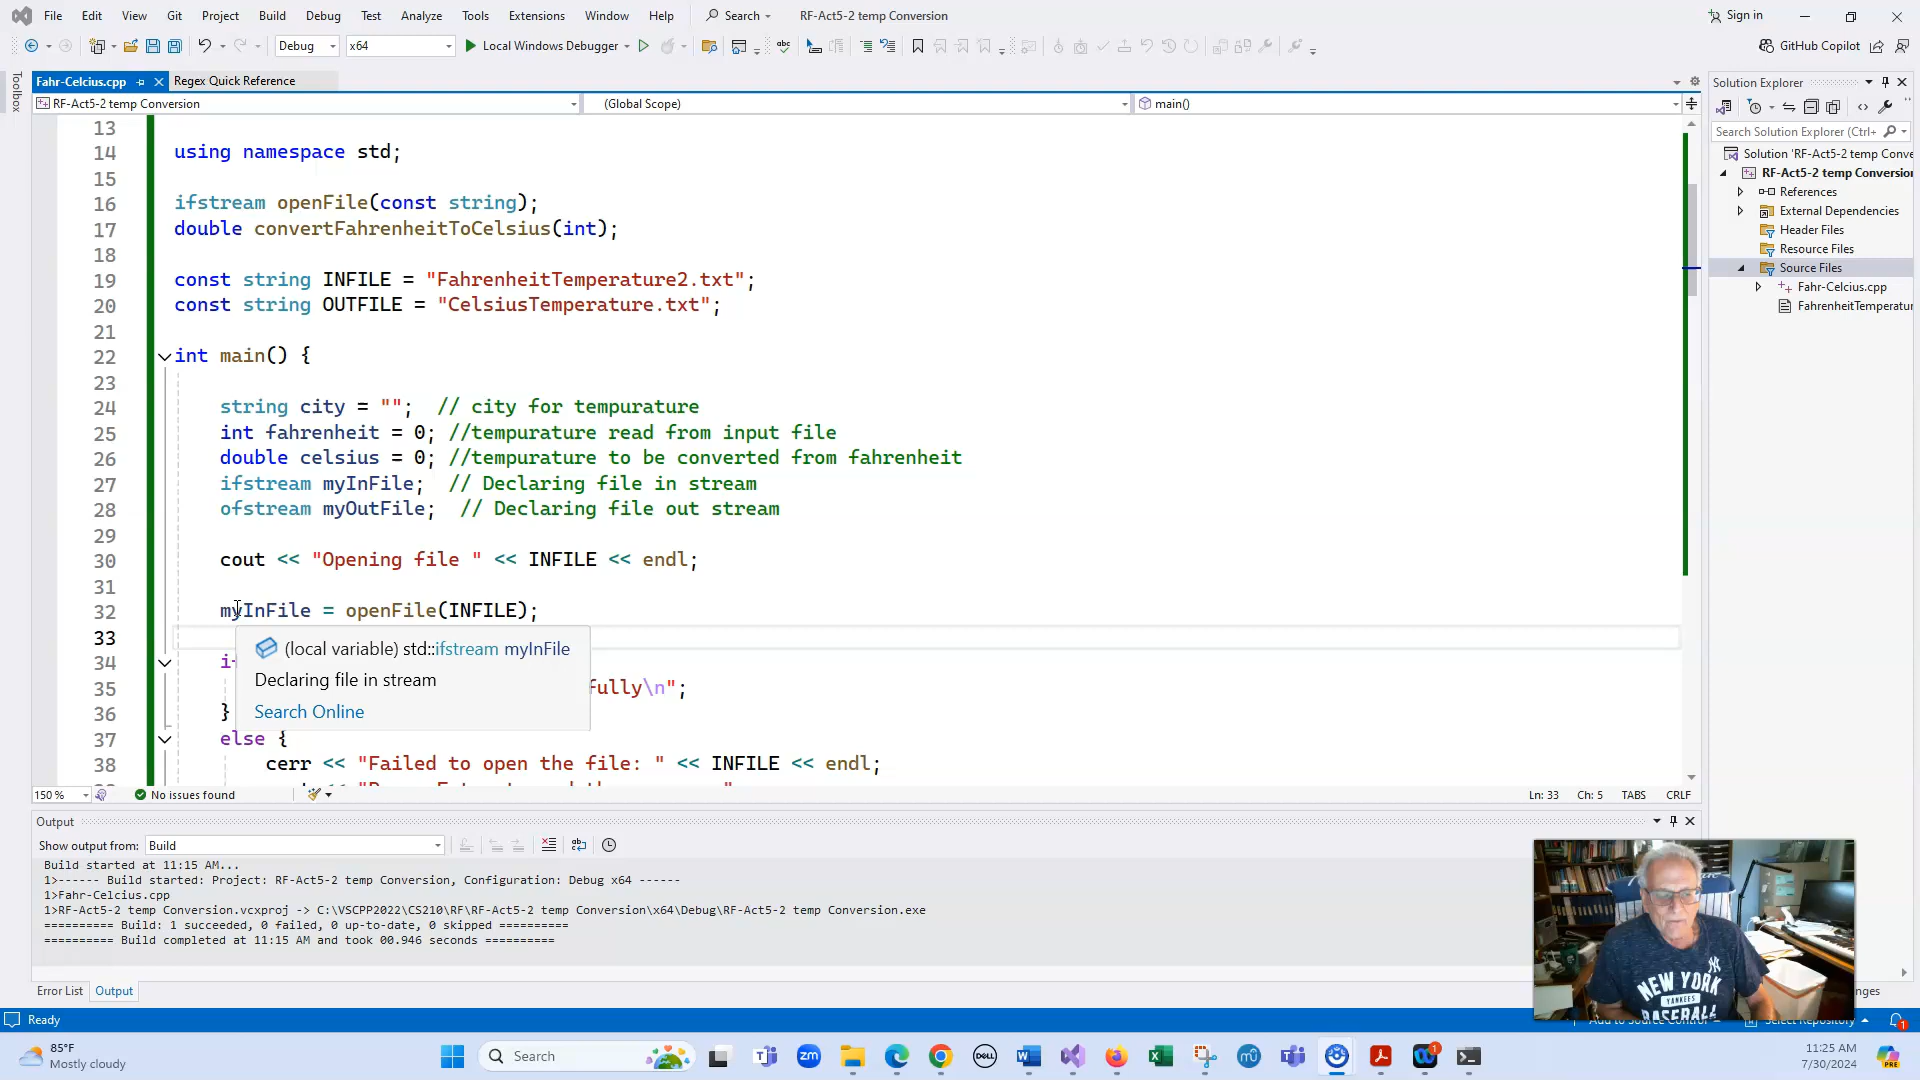 File Edit View Git Project Build Debug Test Analyze Tools Extensions Window Help Search RF-Act5-2 temp Conversion Sign in
Debug x64 Local Windows Debugger GitHub Copilot
Toolbox
Fahr-Celcius.cpp Regex Quick Reference
RF-Act5-2 temp Conversion (Global Scope) main()
13
14 using namespace std;
15
16 ifstream openFile(const string);
17 double convertFahrenheitToCelsius(int);
18
19 const string INFILE = "FahrenheitTemperature2.txt";
20 const string OUTFILE = "CelsiusTemperature.txt";
21
22 int main() {
23
24 string city = ""; // city for tempurature
25 int fahrenheit = 0; //tempurature read from input file
26 double celsius = 0; //tempurature to be converted from fahrenheit
27 ifstream myInFile; // Declaring file in stream
28 ofstream myOutFile; // Declaring file out stream
29
30 cout << "Opening file " << INFILE << endl;
31
32 myInFile = openFile(INFILE);
33
(local variable) std::ifstream myInFile
Declaring file in stream
Search Online
34
35 fully\n";
36 }
37 else {
38 cerr << "Failed to open the file: " << INFILE << endl;
150 % No issues found Ln: 33 Ch: 5 TABS CRLF
Output
Show output from: Build
Build started at 11:15 AM...
1>------ Build started: Project: RF-Act5-2 temp Conversion, Configuration: Debug x64 ------
1>Fahr-Celcius.cpp
1>RF-Act5-2 temp Conversion.vcxproj -> C:\VSCPP2022\CS210\RF\RF-Act5-2 temp Conversion\x64\Debug\RF-Act5-2 temp Conversion.exe
========== Build: 1 succeeded, 0 failed, 0 up-to-date, 0 skipped ==========
========== Build completed at 11:15 AM and took 00.946 seconds ==========
Error List Output
Ready
Solution Explorer
Search Solution Explorer (Ctrl+
Solution 'RF-Act5-2 temp Conve
RF-Act5-2 temp Conversion
References
External Dependencies
Header Files
Resource Files
Source Files
Fahr-Celcius.cpp
FahrenheitTemperatur
NEW YORK
YANKEES
BASEBALL
85°F
Mostly cloudy
Search
zm
DELL
mū
1
PRE
11:25 AM
7/30/2024